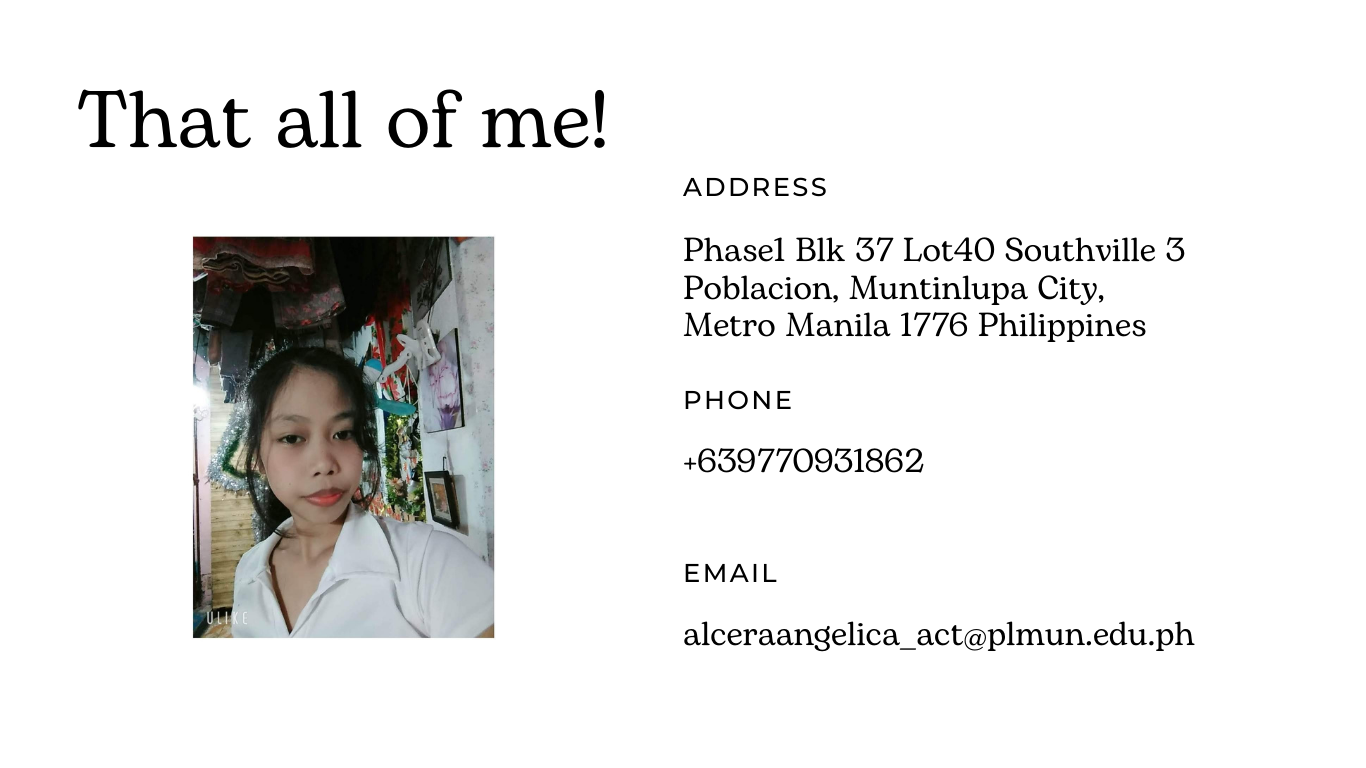 That all of me!
ADDRESS
Phase1 Blk 37 Lot40 Southville 3
Poblacion, Muntinlupa City,
Metro Manila 1776 Philippines
PHONE
+639770931862
EMAIL
alceraangelica_act@plmun.edu.ph
ULIKE